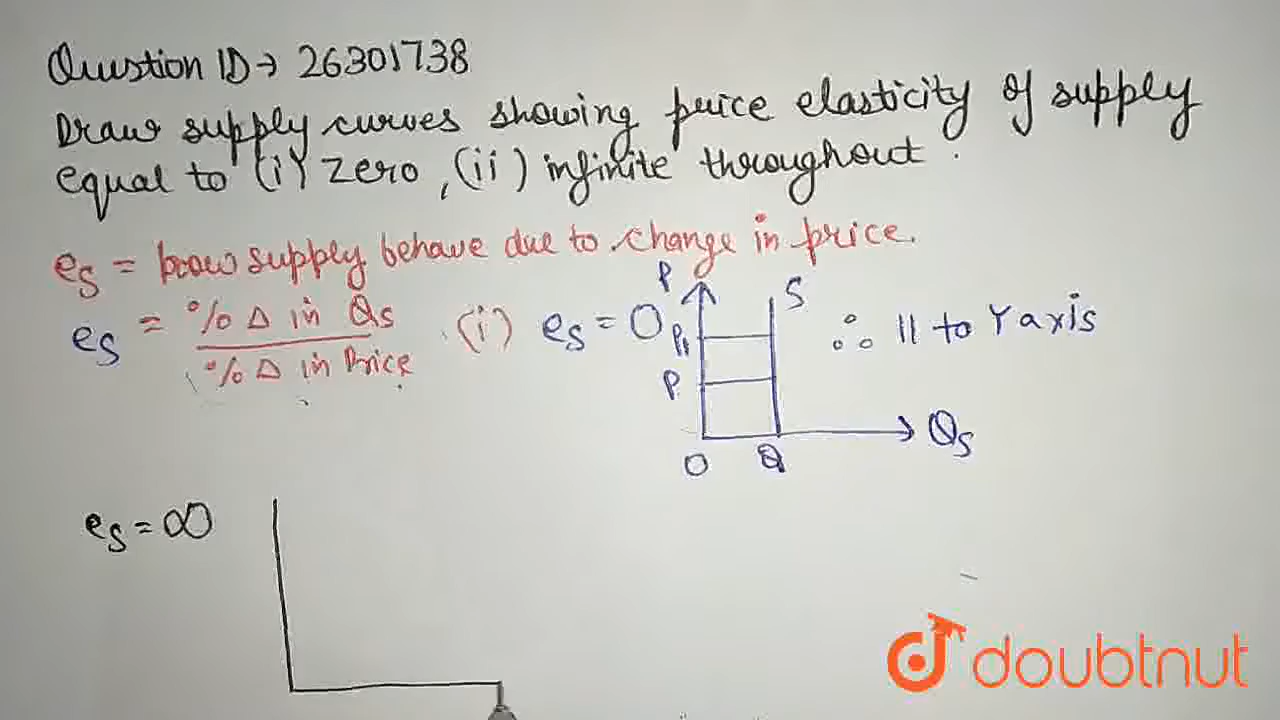 Question ID → 26301738
Draw supply curves showing price elasticity of supply
equal to (i) Zero, (ii) infinite throughout.
es = how supply behave due to change in price.
es = % Δ in Qs
% Δ in Price
(i) es = 0
P
P1
P
S
O
Q
Qs
∴ || to Y axis
es = ∞
doubtnut